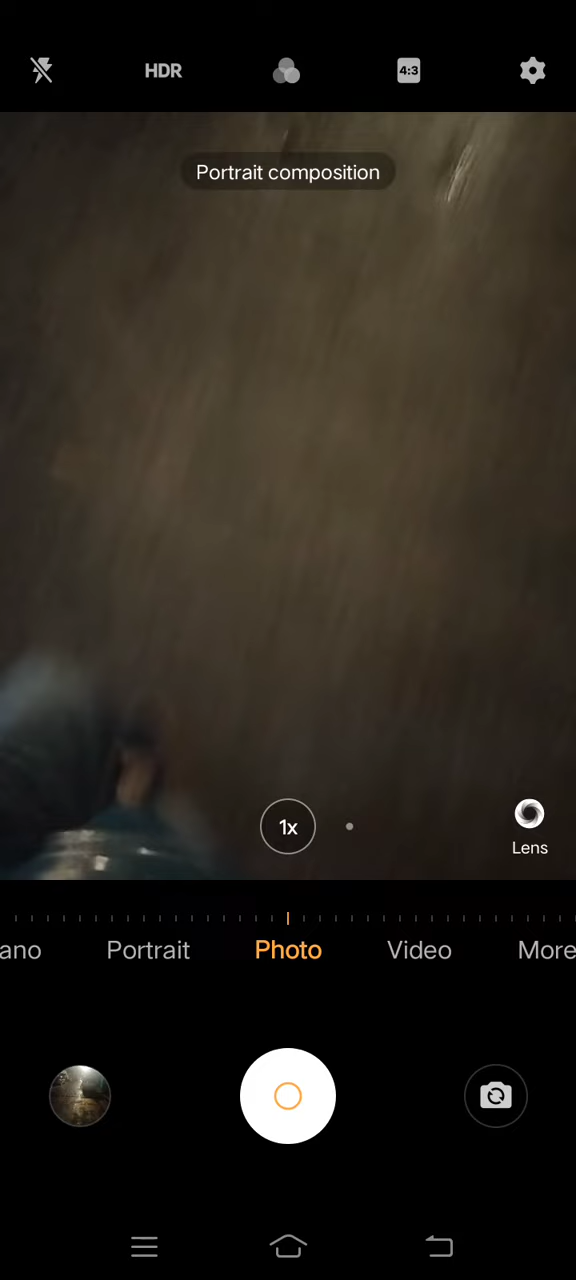 HDR
4:3
Portrait composition
1x
Lens
ano Portrait Photo Video More